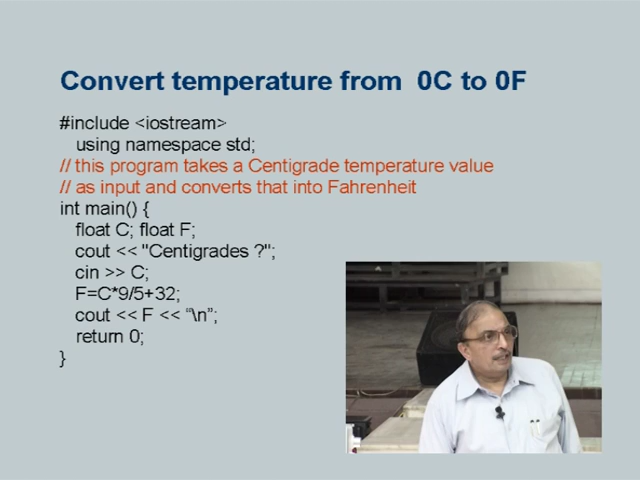 Convert temperature from 0C to 0F
#include <iostream>
using namespace std;
// this program takes a Centigrade temperature value
// as input and converts that into Fahrenheit
int main() {
float C; float F;
cout << "Centigrades ?";
cin >> C;
F=C*9/5+32;
cout << F << “\n”;
return 0;
}